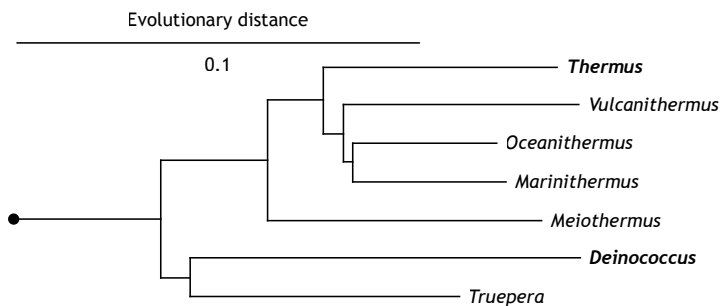 Evolutionary distance
0.1
Thermus
Vulcanithermus
Oceanithermus
Marinithermus
Meiothermus
Deinococcus
Truepera